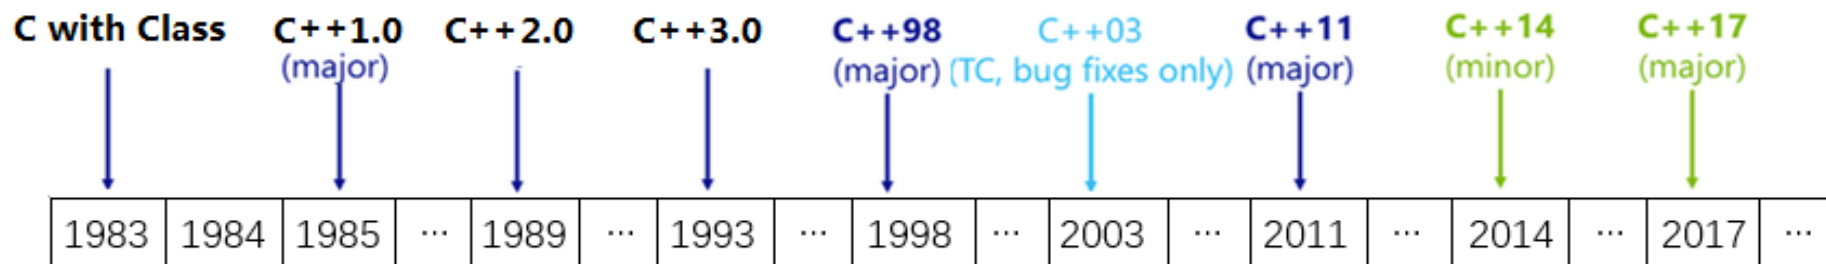 C with Class C++1.0 C++2.0 C++3.0 C++98 C++03 C++11 C++14 C++17
(major) (major) (TC, bug fixes only) (major) (minor) (major)
1983 1984 1985 ... 1989 ... 1993 ... 1998 ... 2003 ... 2011 ... 2014 ... 2017 ...